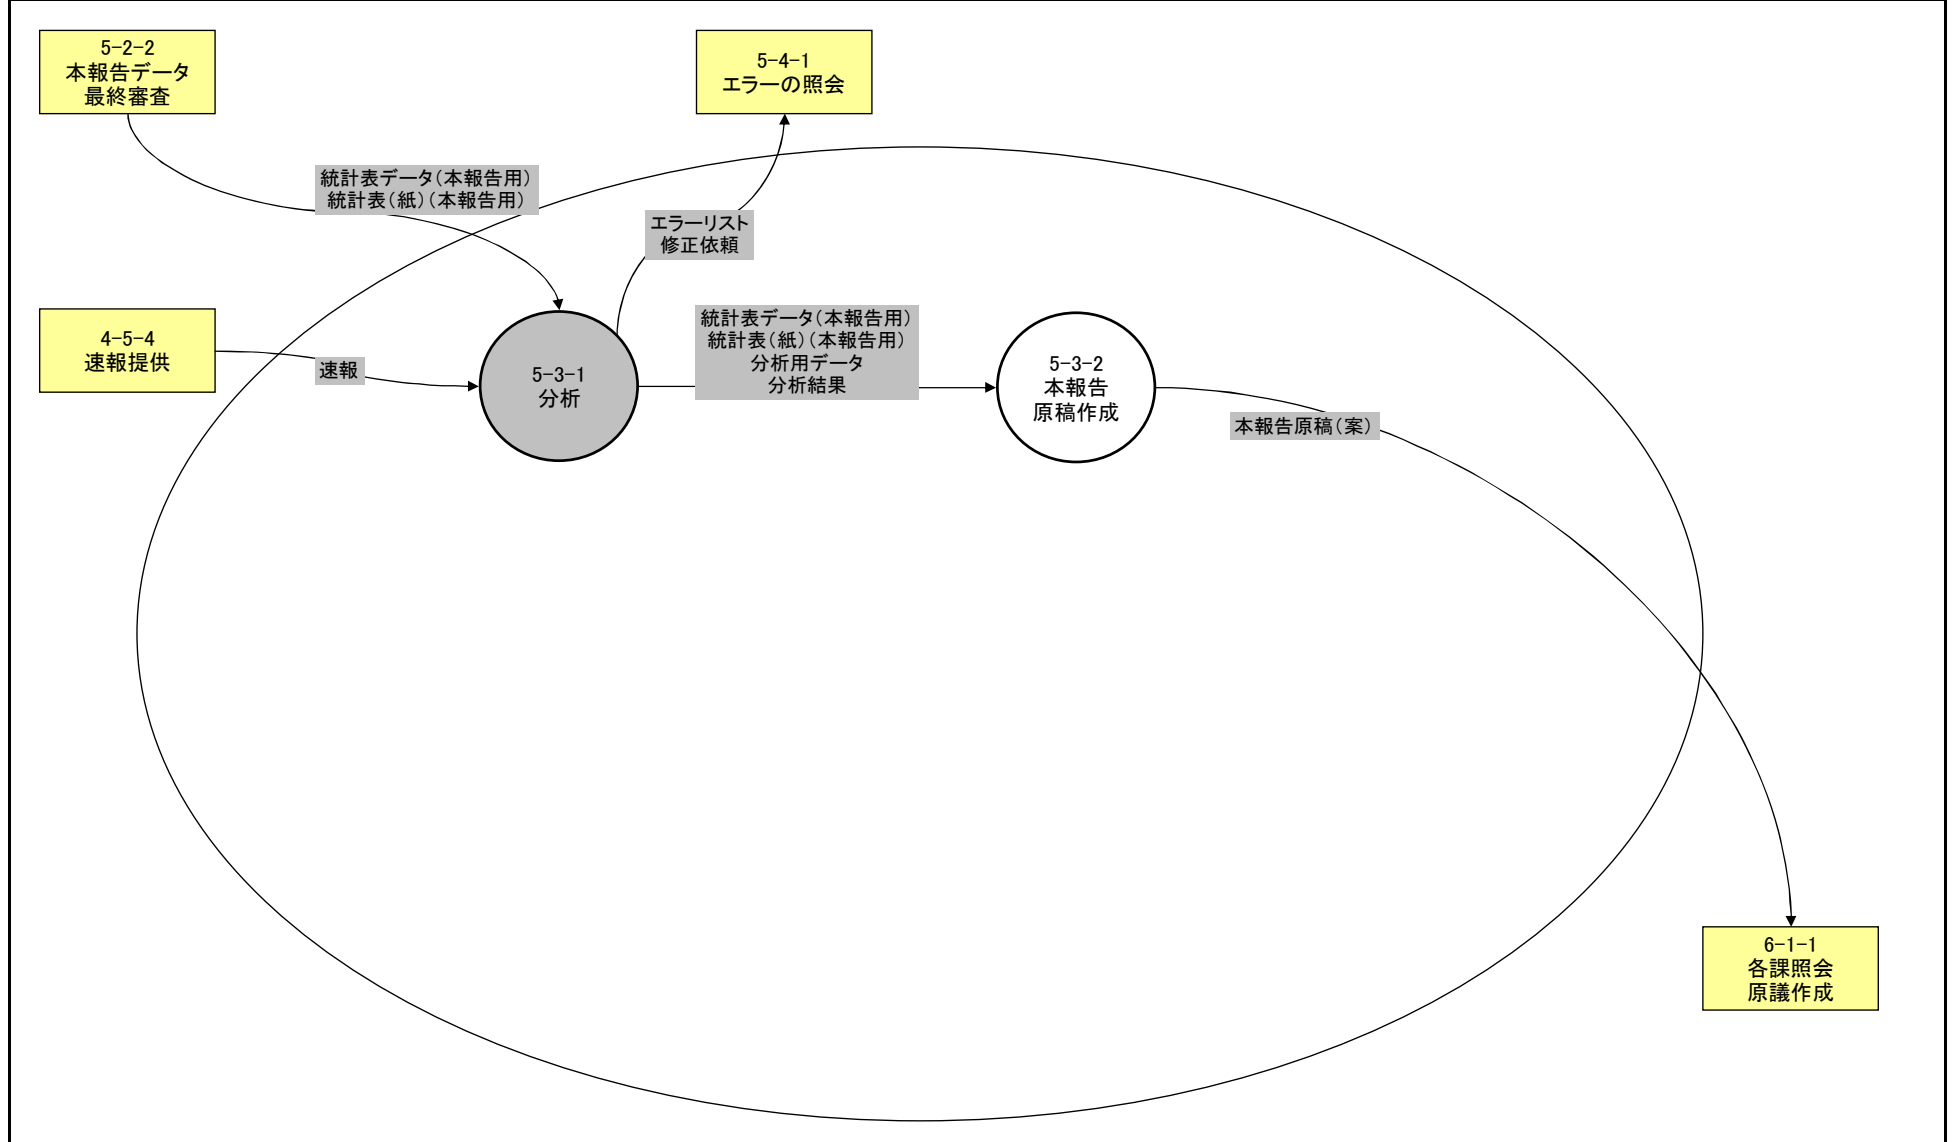 5-2-2
本報告データ
最終審査
5-4-1
エラーの照会
統計表データ(本報告用)
統計表(紙)(本報告用)
エラーリスト
修正依頼
4-5-4
速報提供
速報
5-3-1
分析
統計表データ(本報告用)
統計表(紙)(本報告用)
分析用データ
分析結果
5-3-2
本報告
原稿作成
本報告原稿(案)
6-1-1
各課照会
原議作成